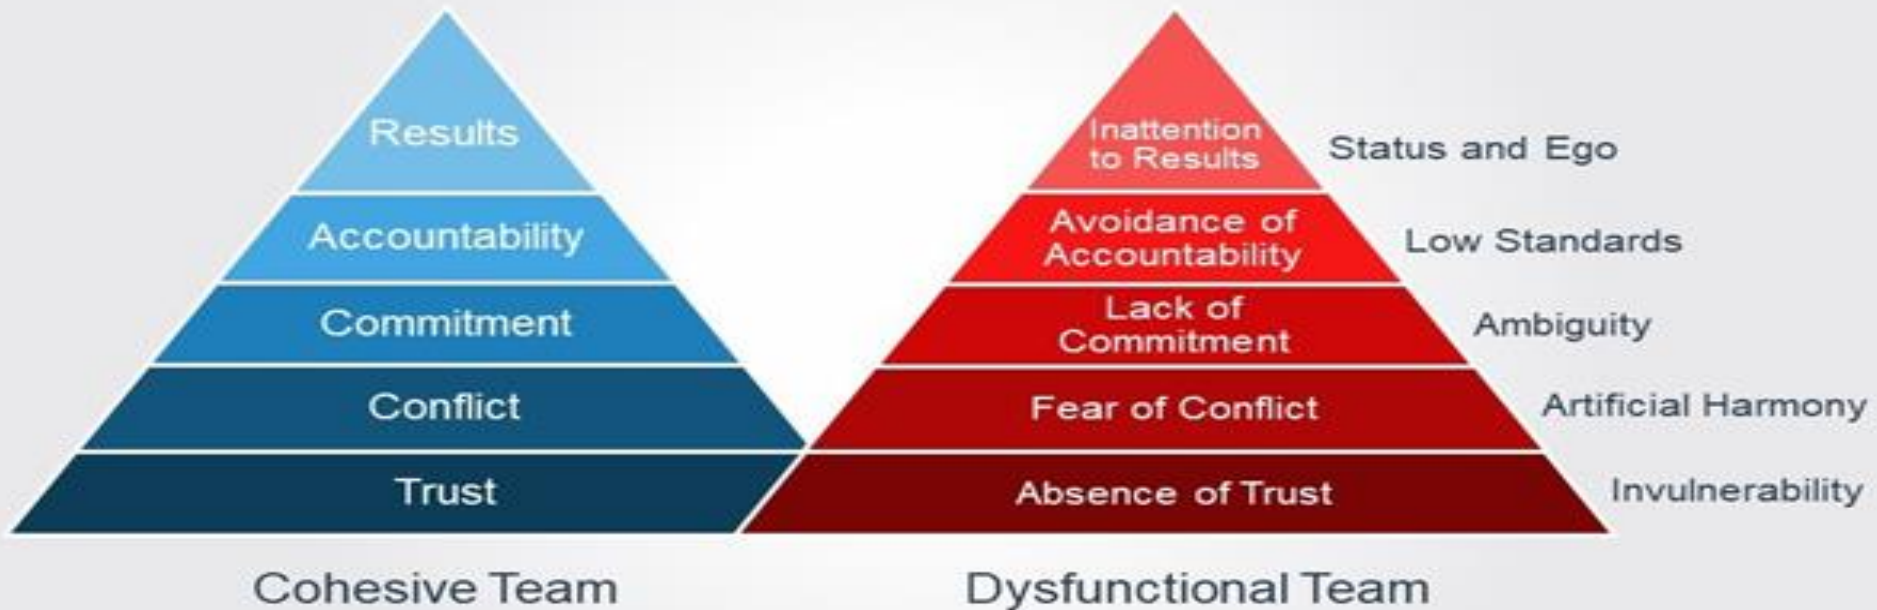 Results
Accountability
Commitment
Conflict
Trust
Cohesive Team
Inattention
to Results
Status and Ego
Avoidance of
Accountability
Low Standards
Lack of
Commitment
Ambiguity
Fear of Conflict
Artificial Harmony
Absence of Trust
Invulnerability
Dysfunctional Team